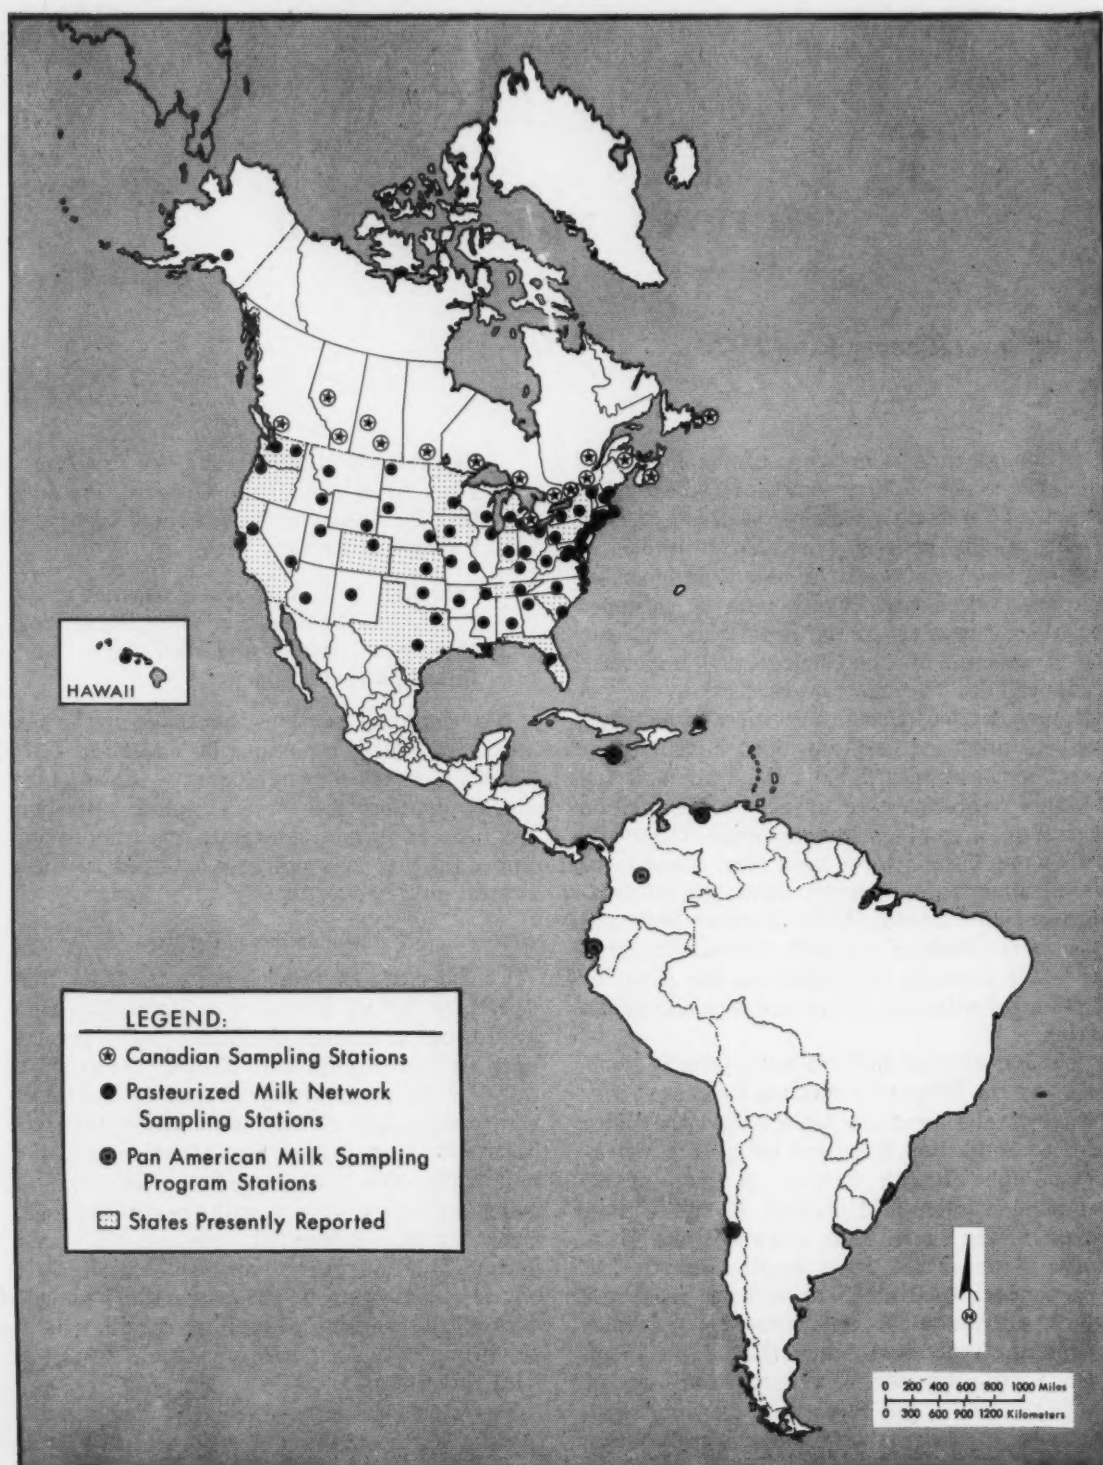 HAWAII
LEGEND:
Canadian Sampling Stations
Pasteurized Milk Network
Sampling Stations
Pan American Milk Sampling
Program Stations
States Presently Reported
N
0 200 400 600 800 1000 Miles
0 300 600 900 1200 Kilometers